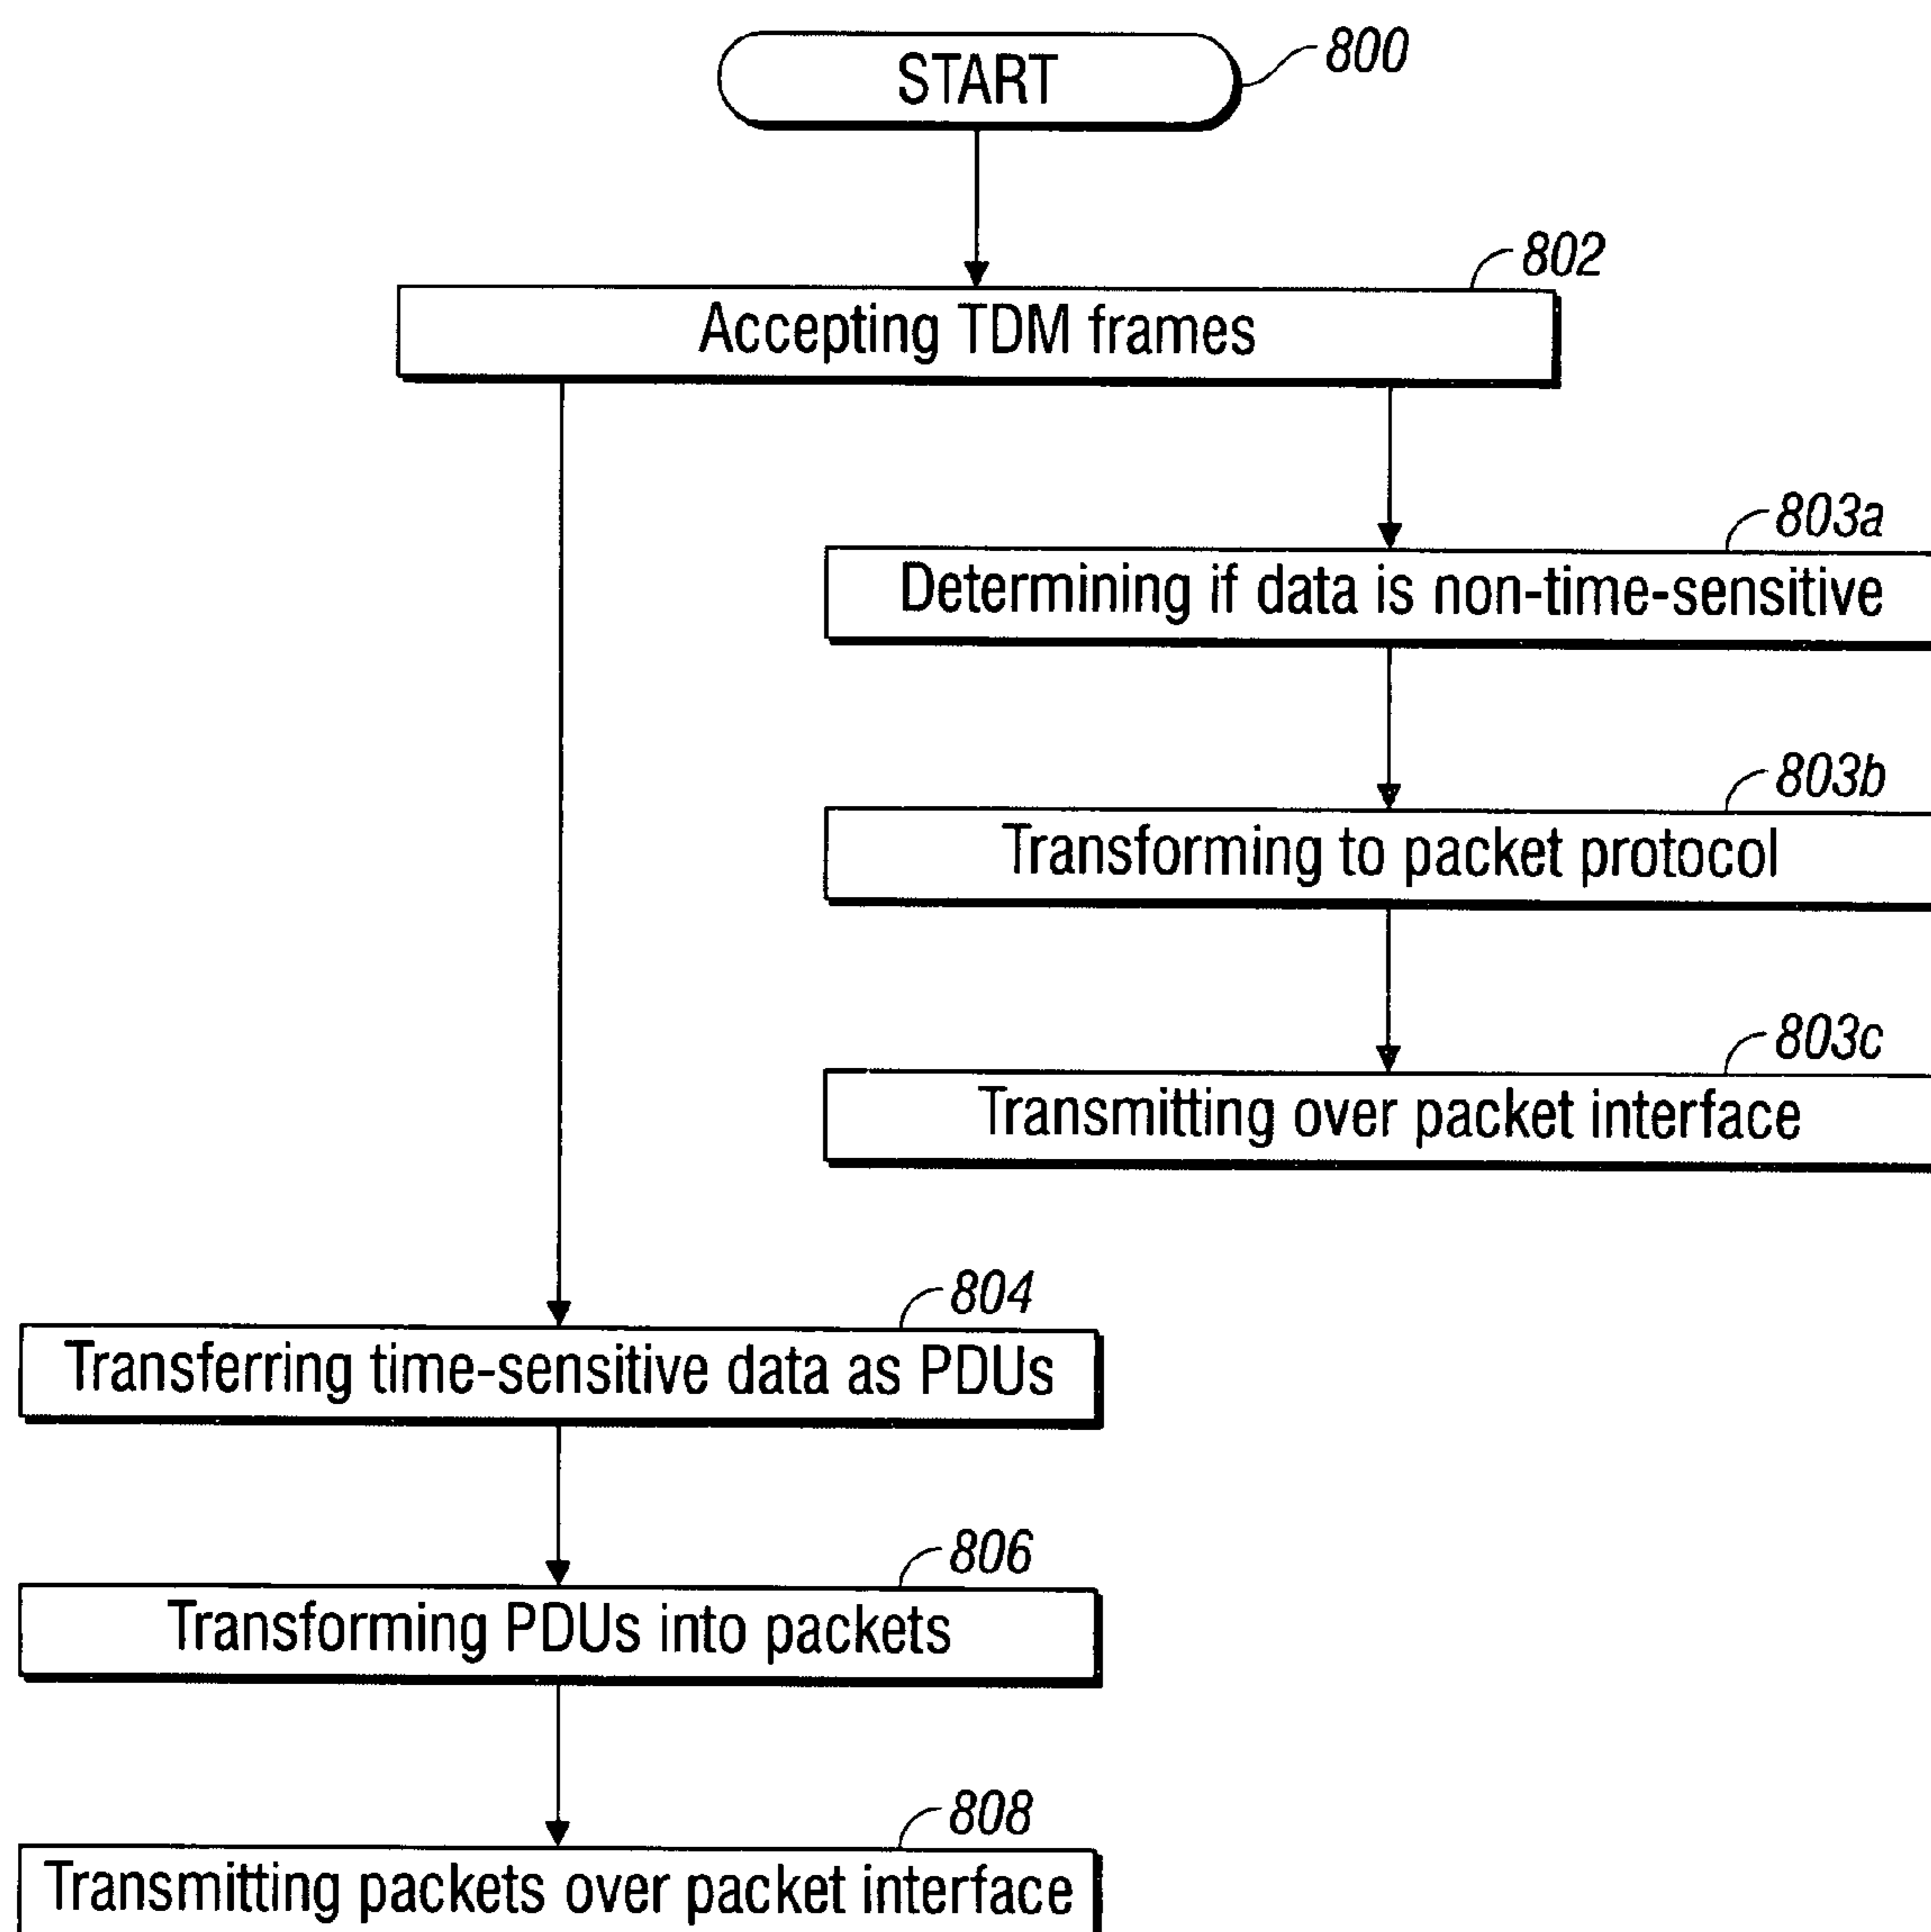 START
800
802
Accepting TDM frames
803a
Determining if data is non-time-sensitive
803b
Transforming to packet protocol
803c
Transmitting over packet interface
804
Transferring time-sensitive data as PDUs
806
Transforming PDUs into packets
808
Transmitting packets over packet interface